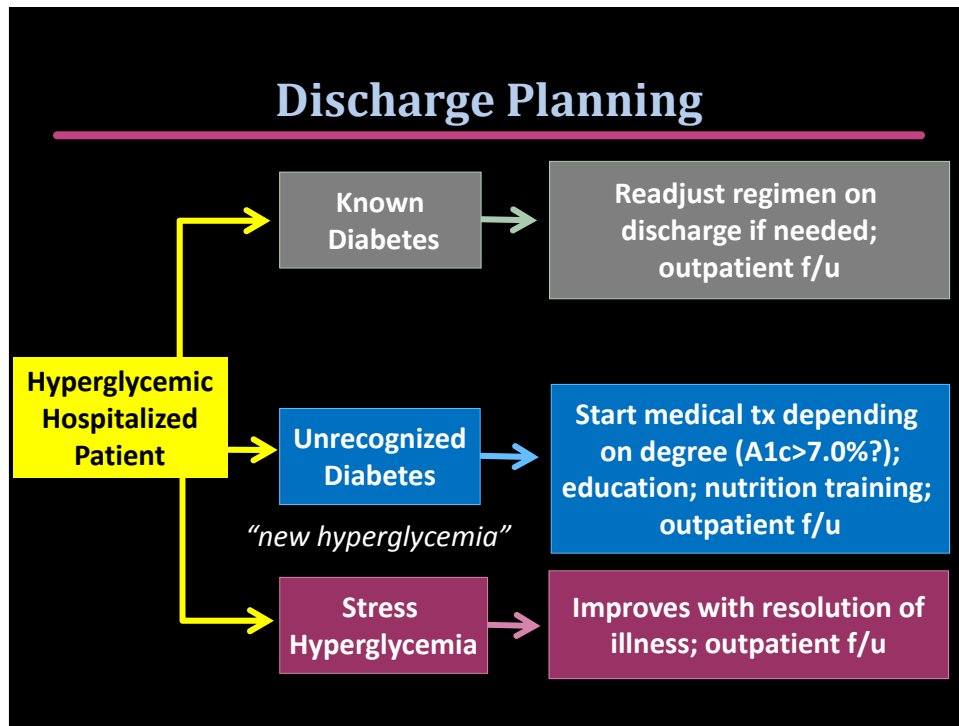 Discharge Planning
Known
Diabetes
Readjust regimen on
discharge if needed;
outpatient f/u
Hyperglycemic
Hospitalized
Patient
Unrecognized
Diabetes
Start medical tx depending
on degree (A1c>7.0%?);
education; nutrition training;
outpatient f/u
“new hyperglycemia”
Stress
Hyperglycemia
Improves with resolution of
illness; outpatient f/u